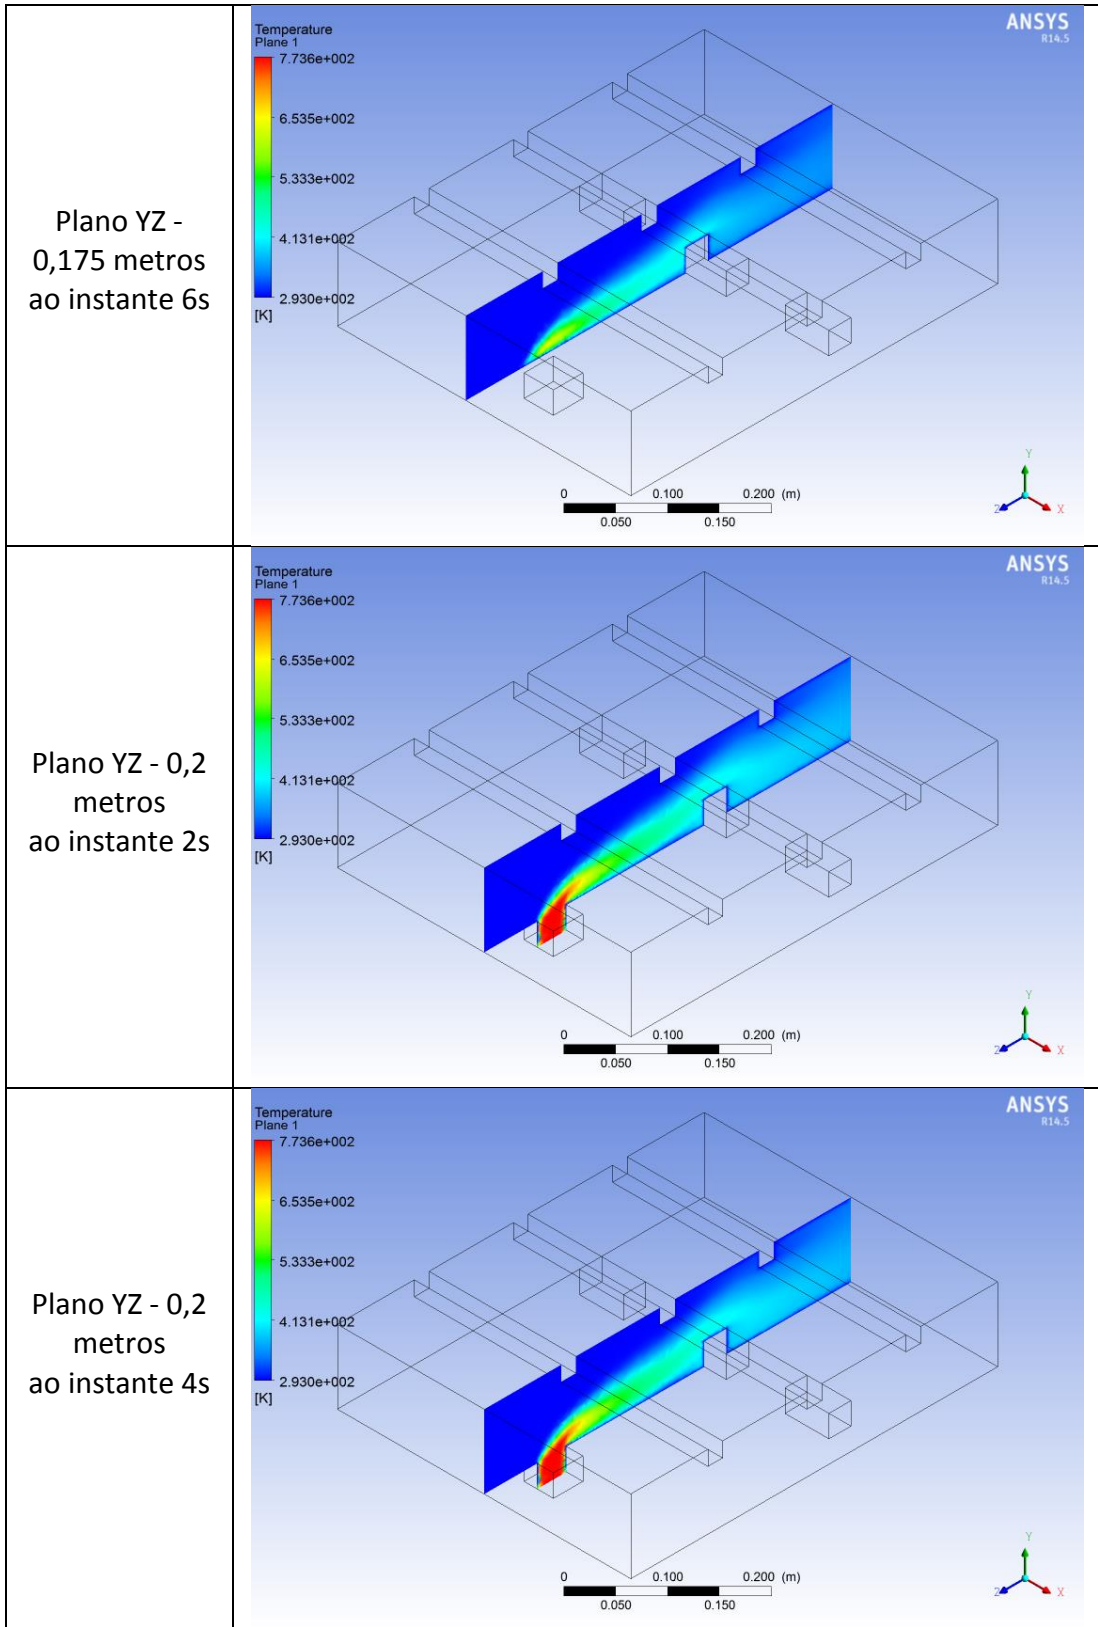 Plano YZ -
0,175 metros
ao instante 6s
Temperature
Plane 1
7.736e+002
6.535e+002
5.333e+002
4.131e+002
2.930e+002
[K]
ANSYS
R14.5
0 0.100 0.200 (m)
0.050 0.150
Y
Z X
Plano YZ - 0,2
metros
ao instante 2s
Temperature
Plane 1
7.736e+002
6.535e+002
5.333e+002
4.131e+002
2.930e+002
[K]
ANSYS
R14.5
0 0.100 0.200 (m)
0.050 0.150
Y
Z X
Plano YZ - 0,2
metros
ao instante 4s
Temperature
Plane 1
7.736e+002
6.535e+002
5.333e+002
4.131e+002
2.930e+002
[K]
ANSYS
R14.5
0 0.100 0.200 (m)
0.050 0.150
Y
Z X